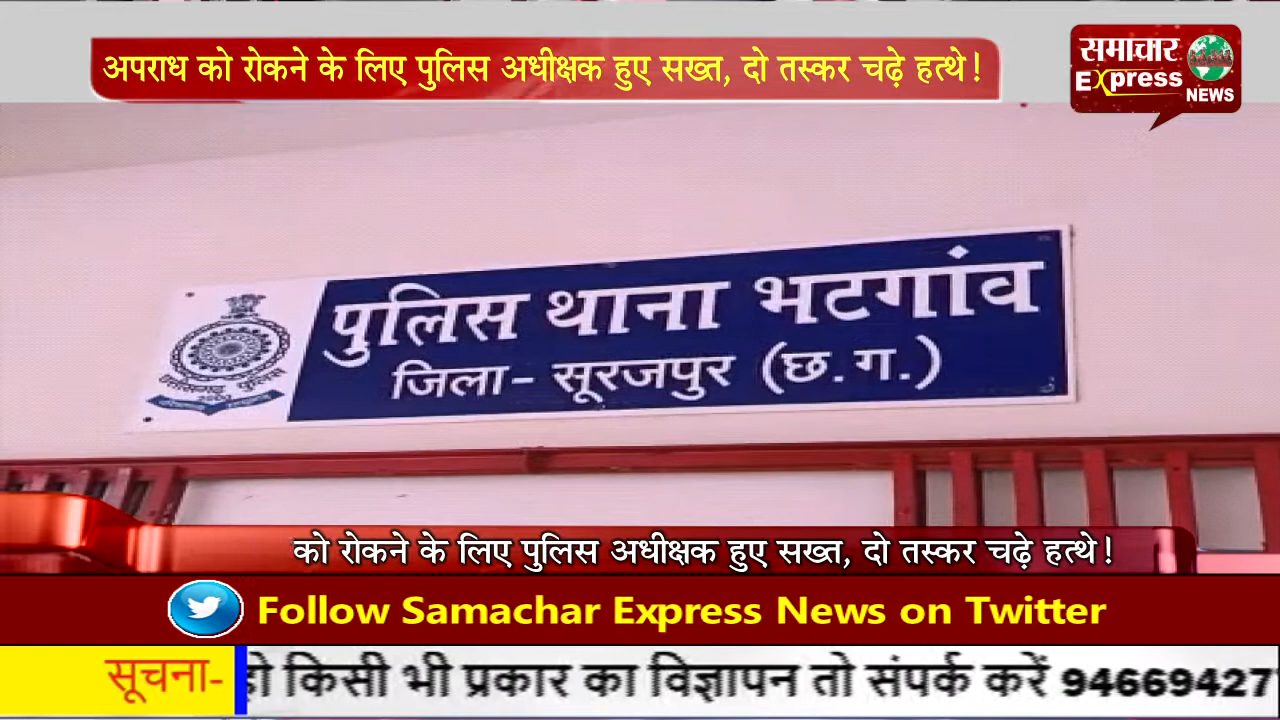 अपराध को रोकने के लिए पुलिस अधीक्षक हुए सख्त, दो तस्कर चढ़े हत्थे!
समाचार
Express
NEWS
पुलिस थाना भटगांव
जिला- सूरजपुर (छ.ग.)
को रोकने के लिए पुलिस अधीक्षक हुए सख्त, दो तस्कर चढ़े हत्थे!
Follow Samachar Express News on Twitter
सूचना- हो किसी भी प्रकार का विज्ञापन तो संपर्क करें 94669427